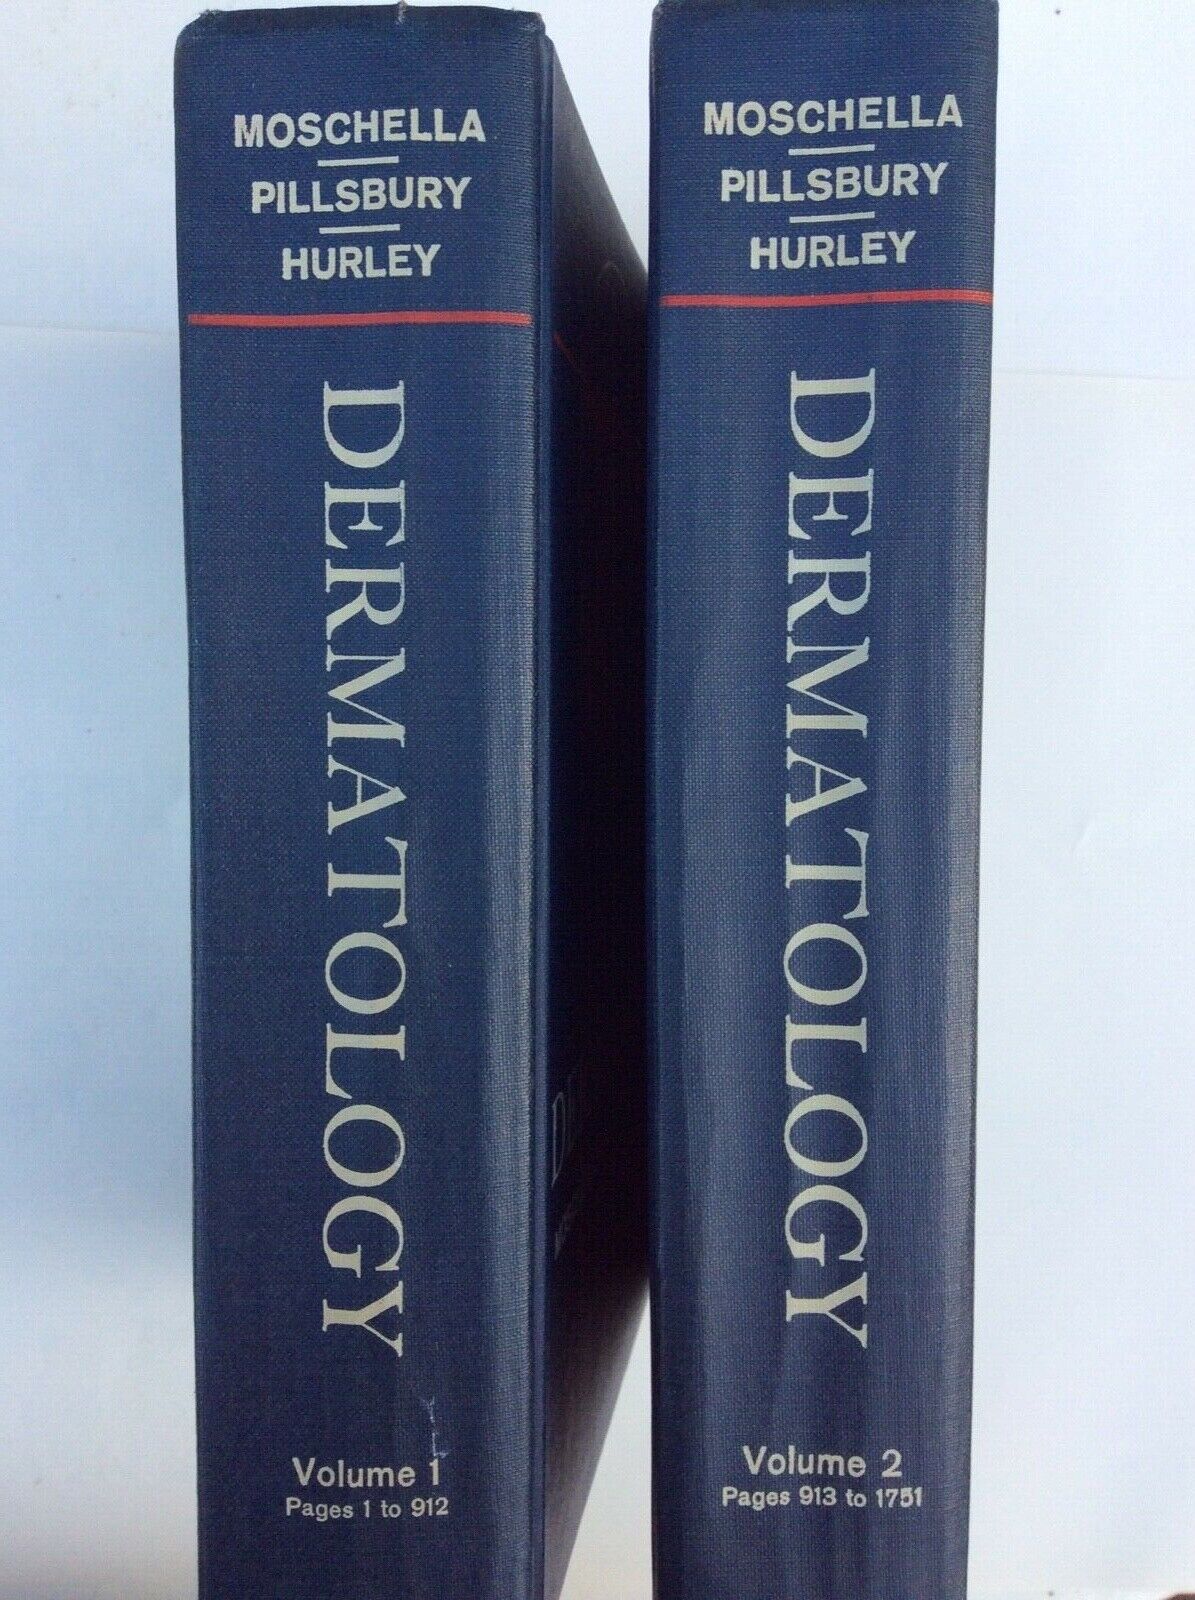 MOSCHELLA
PILLSBURY
HURLEY
DERMATOLOGY
Volume 1
Pages 1 to 912
MOSCHELLA
PILLSBURY
HURLEY
DERMATOLOGY
Volume 2
Pages 913 to 1751